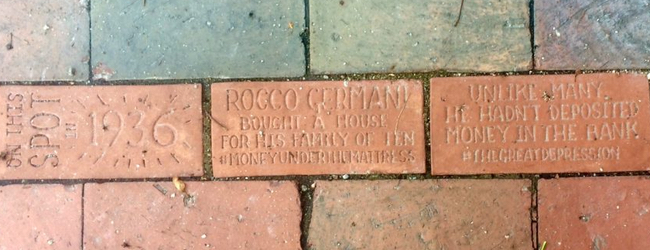 ON THIS
SPOT
IN
1936
ROCCO GERMANI
BOUGHT A HOUSE
FOR HIS FAMILY OF TEN
#MONEYUNDERTHEMATTRESS
UNLIKE MANY,
HE HADN'T DEPOSITED
MONEY IN THE BANK
#THEGREATDEPRESSION